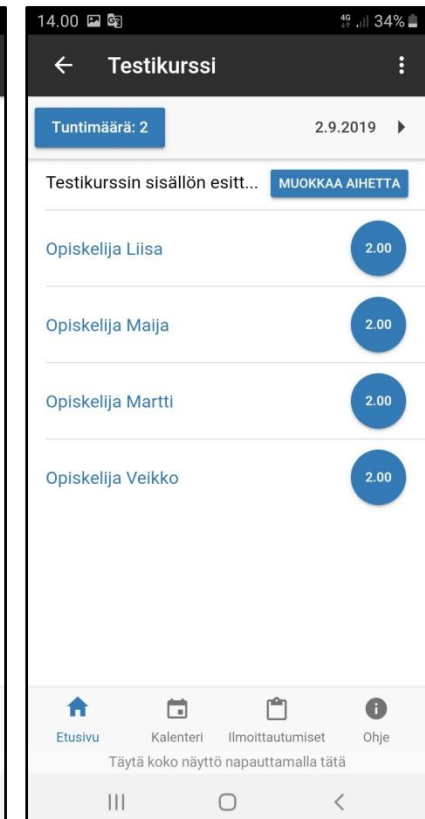 14.00 4G 34%
Testikurssi
Tuntimäärä: 2 2.9.2019
Testikurssin sisällön esitt... MUOKKAA AIHETTA
Opiskelija Liisa 2.00
Opiskelija Maija 2.00
Opiskelija Martti 2.00
Opiskelija Veikko 2.00
Etusivu Kalenteri Ilmoittautumiset Ohje
Täytä koko näyttö napauttamalla tätä